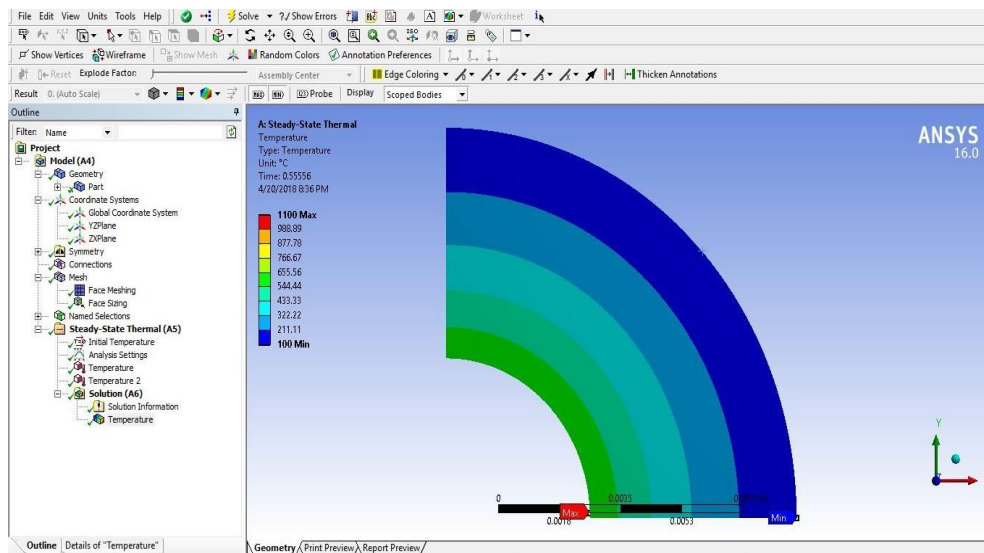 File Edit View Units Tools Help Solve ▾ ?/ Show Errors A Worksheet
Show Vertices Wireframe Show Mesh Random Colors Annotation Preferences
Reset Explode Factor: Assembly Center Edge Coloring Thicken Annotations
Result 0. (Auto Scale) Probe Display Scoped Bodies
Outline
Filter: Name
Project
Model (A4)
Geometry
Part
Coordinate Systems
Global Coordinate System
YZPlane
ZXPlane
Symmetry
Connections
Mesh
Face Meshing
Face Sizing
Named Selections
Steady-State Thermal (A5)
Initial Temperature
Analysis Settings
Temperature
Temperature 2
Solution (A6)
Solution Information
Temperature
Outline Details of "Temperature"
A: Steady-State Thermal
Temperature
Type: Temperature
Unit: °C
Time: 0.55556
4/20/2018 8:36 PM
1100 Max
988.89
877.78
766.67
655.56
544.44
433.33
322.22
211.11
100 Min
ANSYS
16.0
Y
0 0.0035
Max Min
0.0018 0.0053
Geometry Print Preview Report Preview